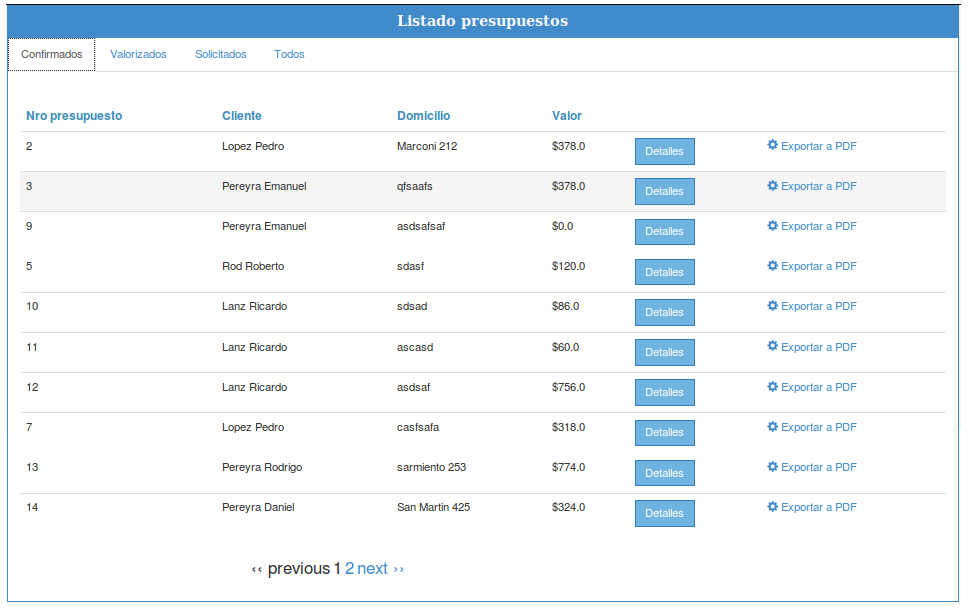 Listado presupuestos
Confirmados Valorizados Solicitados Todos
Nro presupuesto Cliente Domicilio Valor
2 Lopez Pedro Marconi 212 $378.0 Detalles Exportar a PDF
3 Pereyra Emanuel qfsaafs $378.0 Detalles Exportar a PDF
9 Pereyra Emanuel asdsafsaf $0.0 Detalles Exportar a PDF
5 Rod Roberto sdasf $120.0 Detalles Exportar a PDF
10 Lanz Ricardo sdsad $86.0 Detalles Exportar a PDF
11 Lanz Ricardo ascasd $60.0 Detalles Exportar a PDF
12 Lanz Ricardo asdsaf $756.0 Detalles Exportar a PDF
7 Lopez Pedro casfsafa $318.0 Detalles Exportar a PDF
13 Pereyra Rodrigo sarmiento 253 $774.0 Detalles Exportar a PDF
14 Pereyra Daniel San Martin 425 $324.0 Detalles Exportar a PDF
‹‹ previous 1 2 next ››